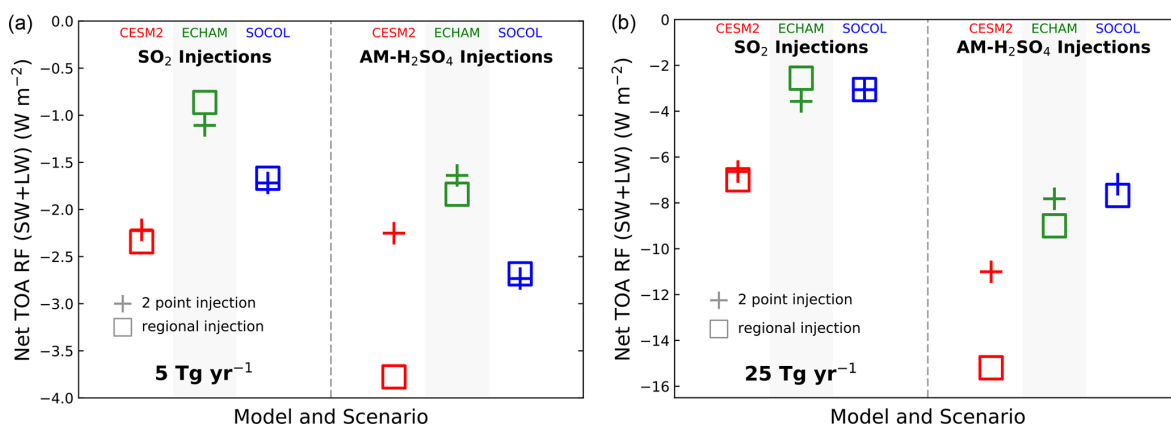 (a)
CESM2 ECHAM SOCOL CESM2 ECHAM SOCOL
SO2 Injections AM-H2SO4 Injections
Net TOA RF (SW+LW) (W m−2)
0.0
−0.5
−1.0
−1.5
−2.0
−2.5
−3.0
−3.5
−4.0
2 point injection
regional injection
5 Tg yr−1
Model and Scenario
(b)
CESM2 ECHAM SOCOL CESM2 ECHAM SOCOL
SO2 Injections AM-H2SO4 Injections
Net TOA RF (SW+LW) (W m−2)
0
−2
−4
−6
−8
−10
−12
−14
−16
2 point injection
regional injection
25 Tg yr−1
Model and Scenario